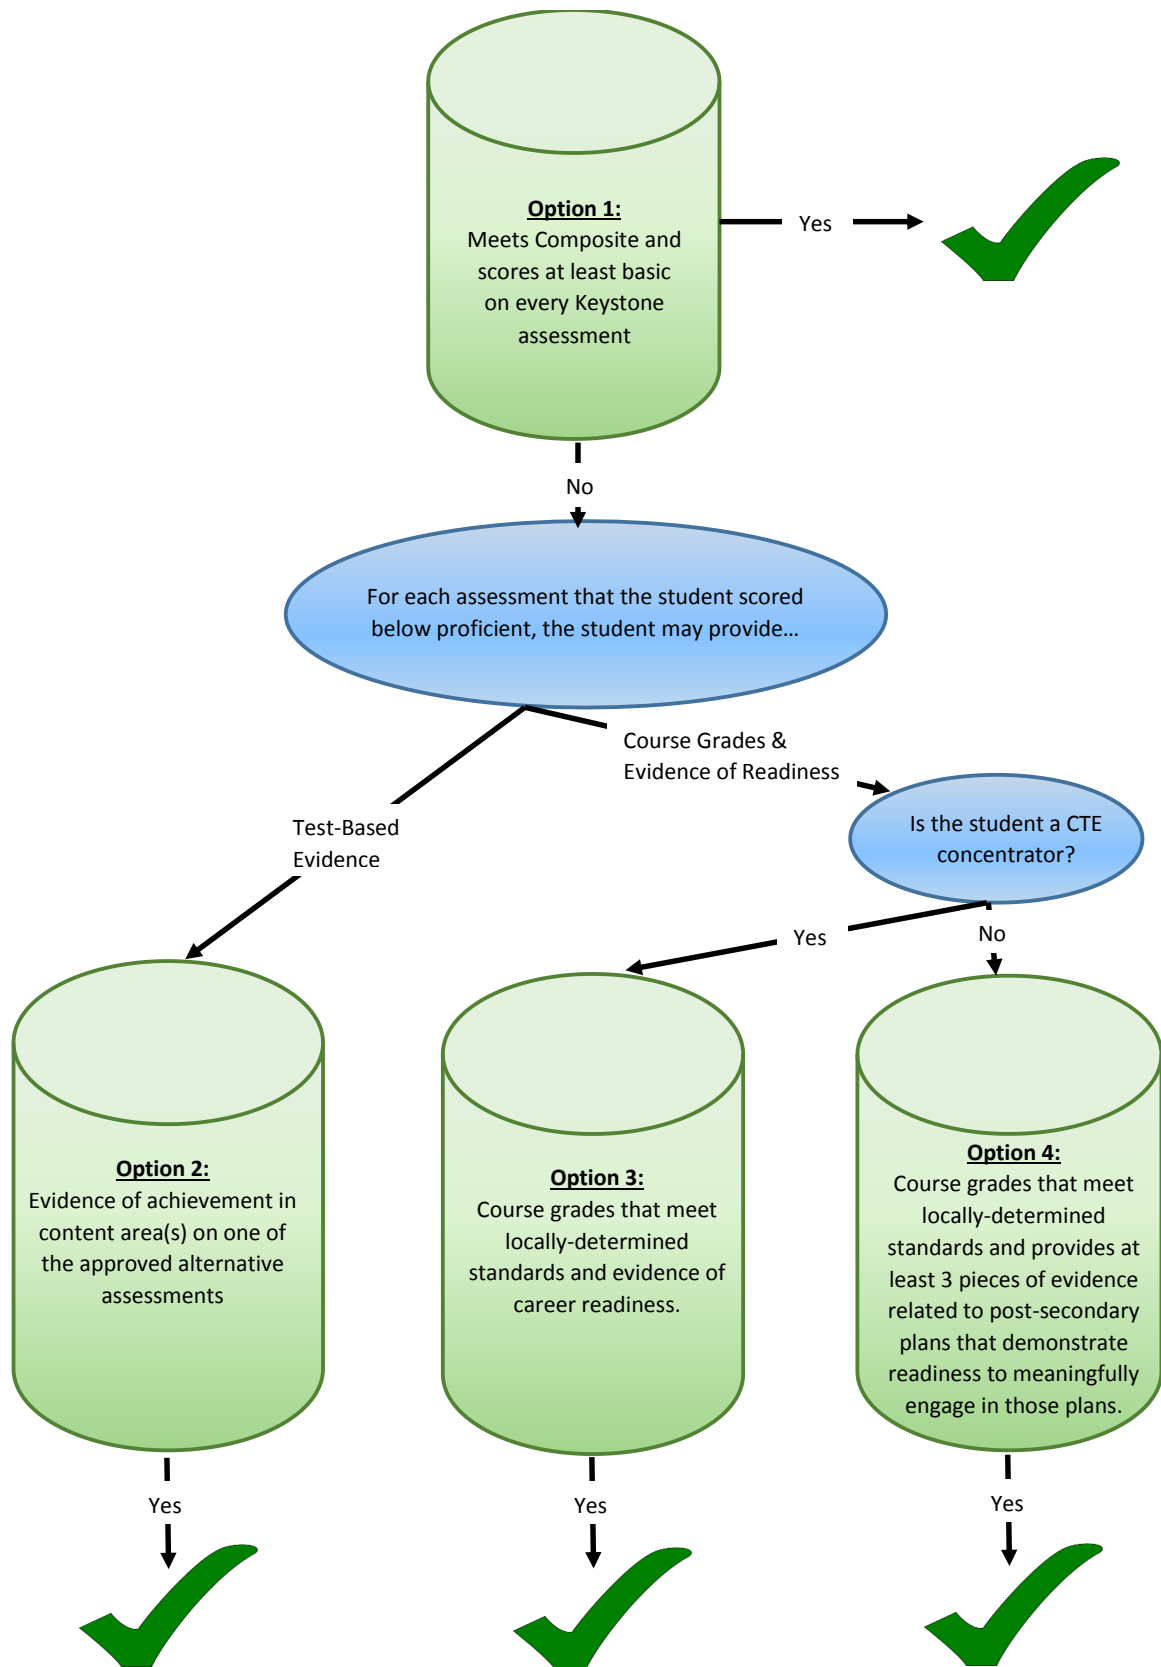 Option 1:
Meets Composite and
scores at least basic
on every Keystone
assessment
Yes
No
For each assessment that the student scored
below proficient, the student may provide…
Course Grades &
Evidence of Readiness
Test-Based
Evidence
Is the student a CTE
concentrator?
Yes
No
Option 2:
Evidence of achievement in
content area(s) on one of
the approved alternative
assessments
Option 3:
Course grades that meet
locally-determined
standards and evidence of
career readiness.
Option 4:
Course grades that meet
locally-determined
standards and provides at
least 3 pieces of evidence
related to post-secondary
plans that demonstrate
readiness to meaningfully
engage in those plans.
Yes
Yes
Yes